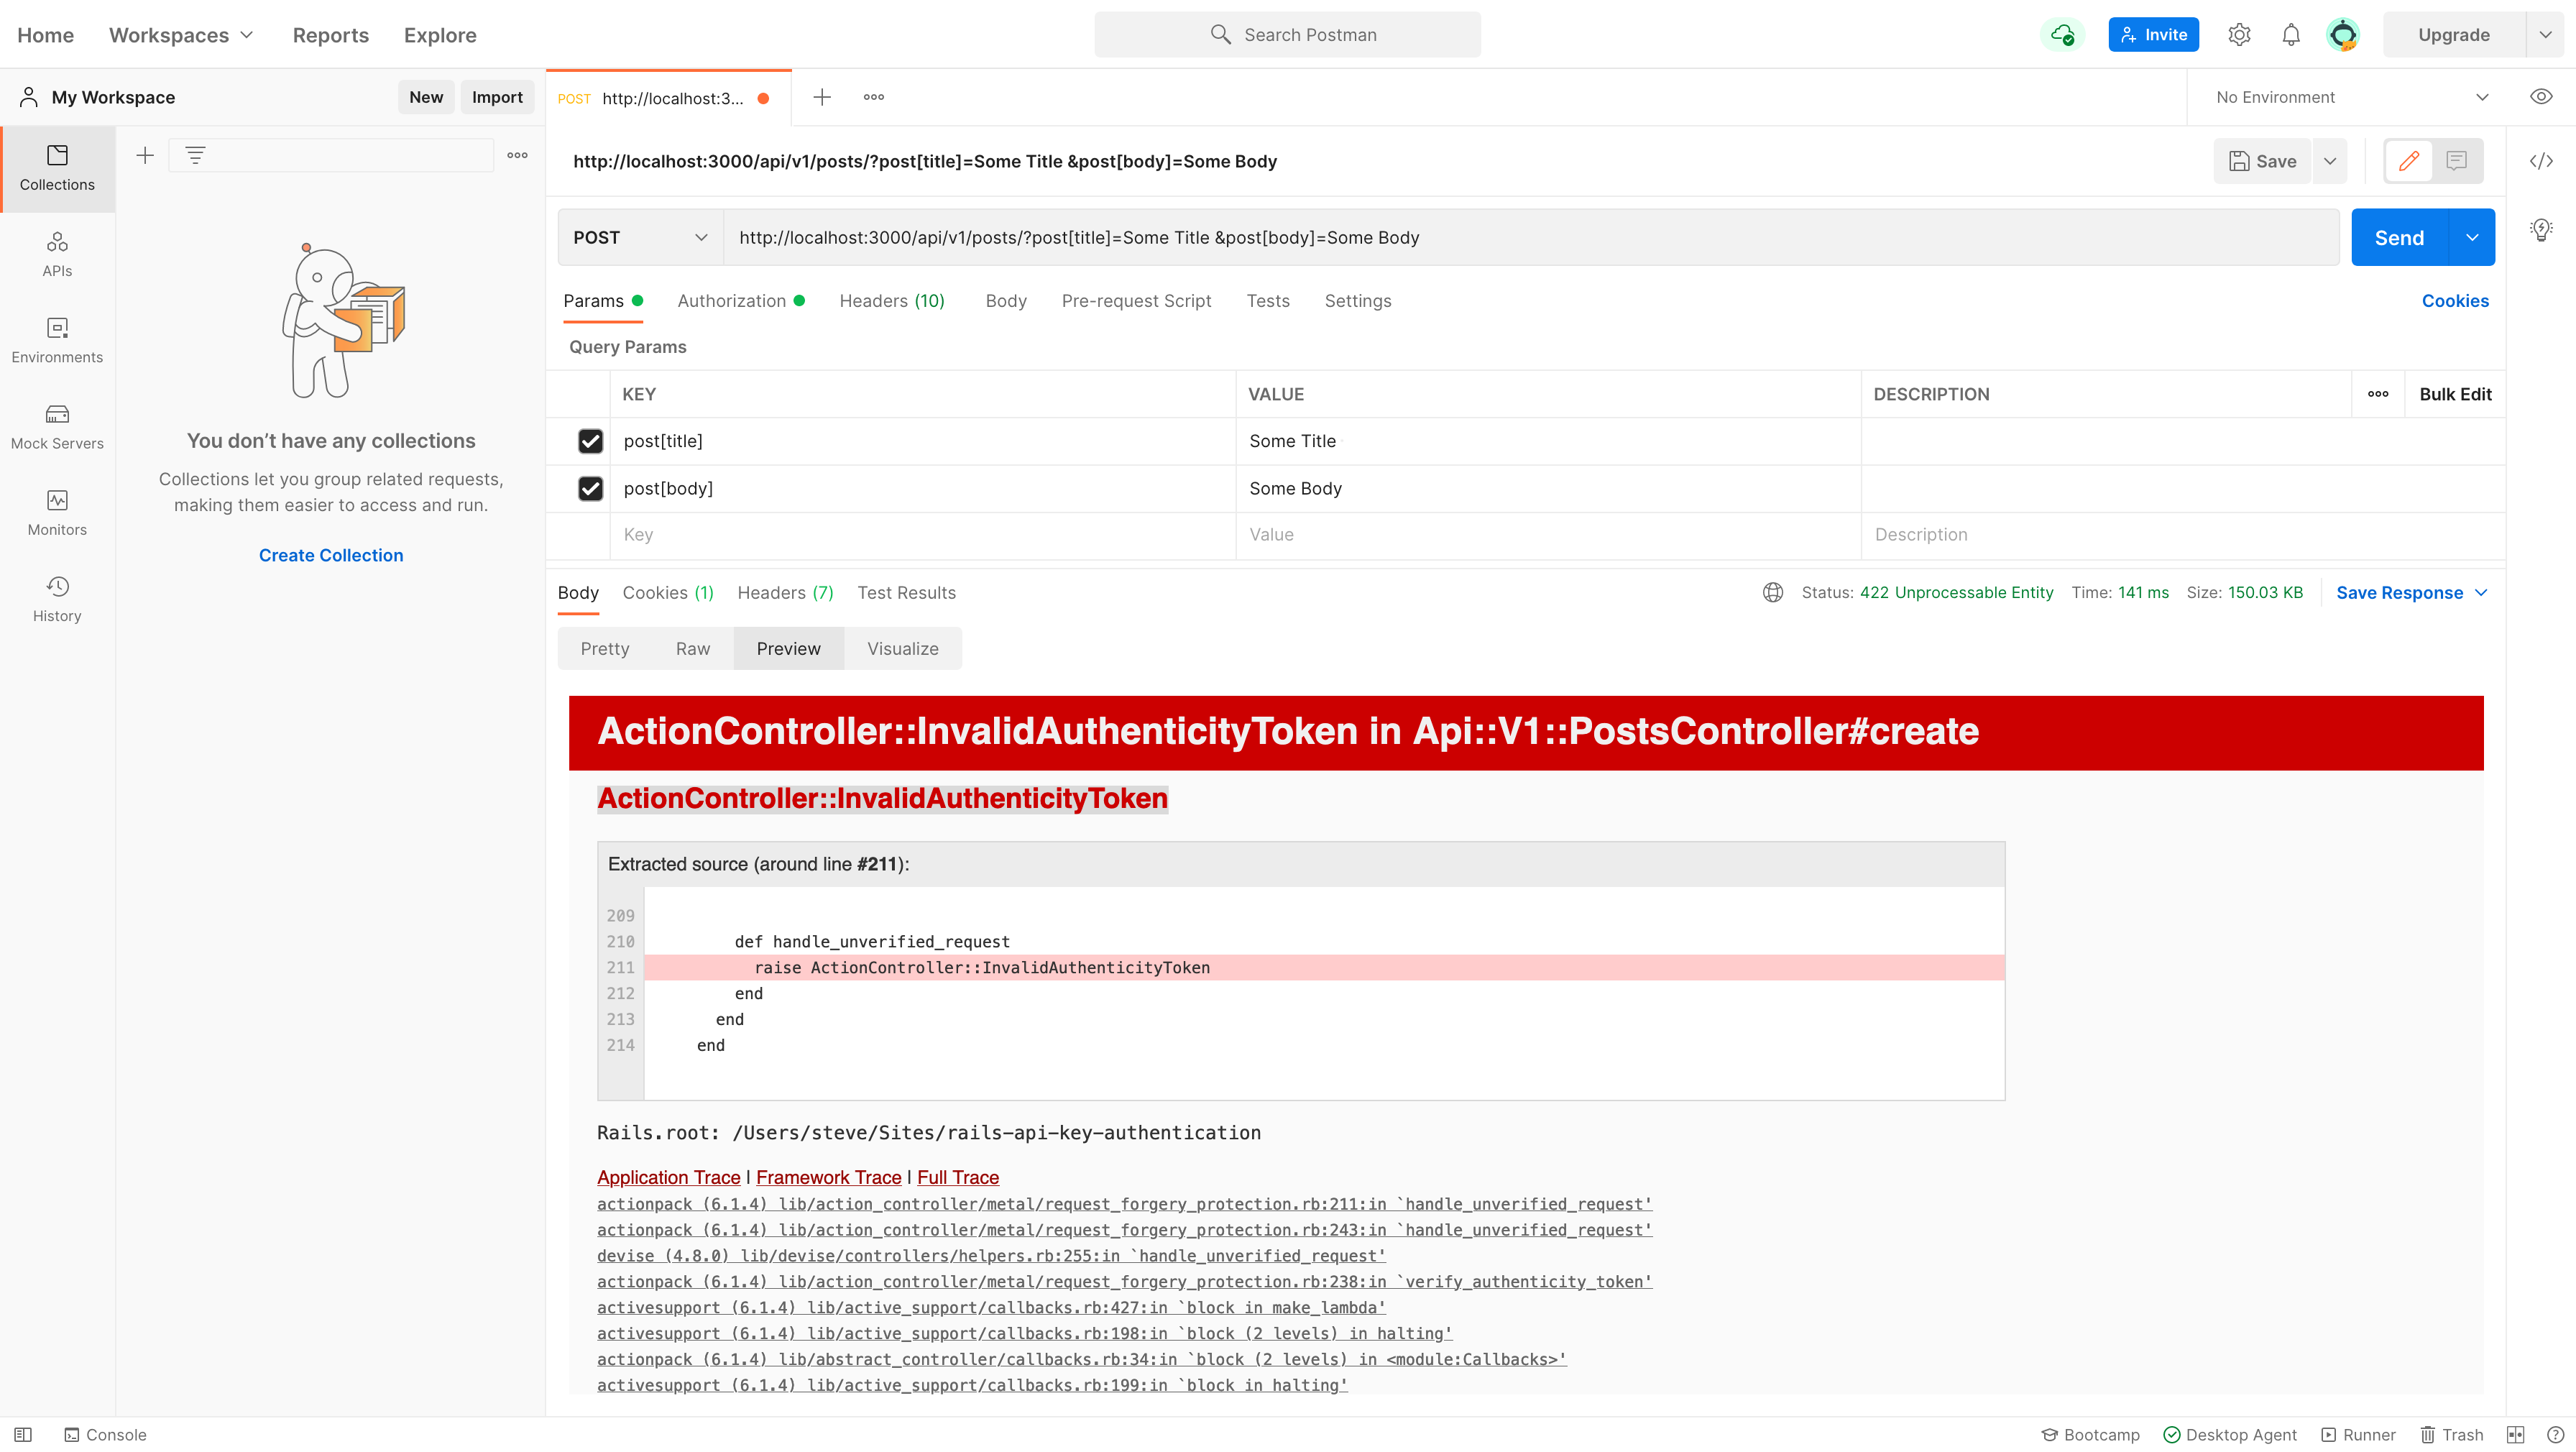 Home
Workspaces
Reports
Explore
Search Postman
Invite
Upgrade
My Workspace
New
Import
POST http://localhost:3...
No Environment
Collections
APIs
Environments
Mock Servers
Monitors
History
You don’t have any collections
Collections let you group related requests,
making them easier to access and run.
Create Collection
http://localhost:3000/api/v1/posts/?post[title]=Some Title &post[body]=Some Body
Save
POST
http://localhost:3000/api/v1/posts/?post[title]=Some Title &post[body]=Some Body
Send
Params
Authorization
Headers (10)
Body
Pre-request Script
Tests
Settings
Cookies
Query Params
KEY
VALUE
DESCRIPTION
Bulk Edit
post[title]
Some Title
post[body]
Some Body
Key
Value
Description
Body
Cookies (1)
Headers (7)
Test Results
Status: 422 Unprocessable Entity
Time: 141 ms
Size: 150.03 KB
Save Response
Pretty
Raw
Preview
Visualize
ActionController::InvalidAuthenticityToken in Api::V1::PostsController#create
ActionController::InvalidAuthenticityToken
Extracted source (around line #211):
209
210 def handle_unverified_request
211 raise ActionController::InvalidAuthenticityToken
212 end
213 end
214 end
Rails.root: /Users/steve/Sites/rails-api-key-authentication
Application Trace | Framework Trace | Full Trace
actionpack (6.1.4) lib/action_controller/metal/request_forgery_protection.rb:211:in `handle_unverified_request'
actionpack (6.1.4) lib/action_controller/metal/request_forgery_protection.rb:243:in `handle_unverified_request'
devise (4.8.0) lib/devise/controllers/helpers.rb:255:in `handle_unverified_request'
actionpack (6.1.4) lib/action_controller/metal/request_forgery_protection.rb:238:in `verify_authenticity_token'
activesupport (6.1.4) lib/active_support/callbacks.rb:427:in `block in make_lambda'
activesupport (6.1.4) lib/active_support/callbacks.rb:198:in `block (2 levels) in halting'
actionpack (6.1.4) lib/abstract_controller/callbacks.rb:34:in `block (2 levels) in <module:Callbacks>'
activesupport (6.1.4) lib/active_support/callbacks.rb:199:in `block in halting'
Console
Bootcamp
Desktop Agent
Runner
Trash